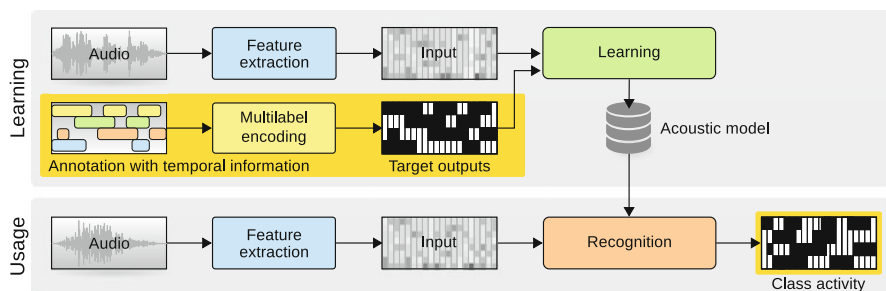 Learning
Audio
Feature
extraction
Input
Learning
Multilabel
encoding
Annotation with temporal information
Target outputs
Acoustic model
Usage
Audio
Feature
extraction
Input
Recognition
Class activity